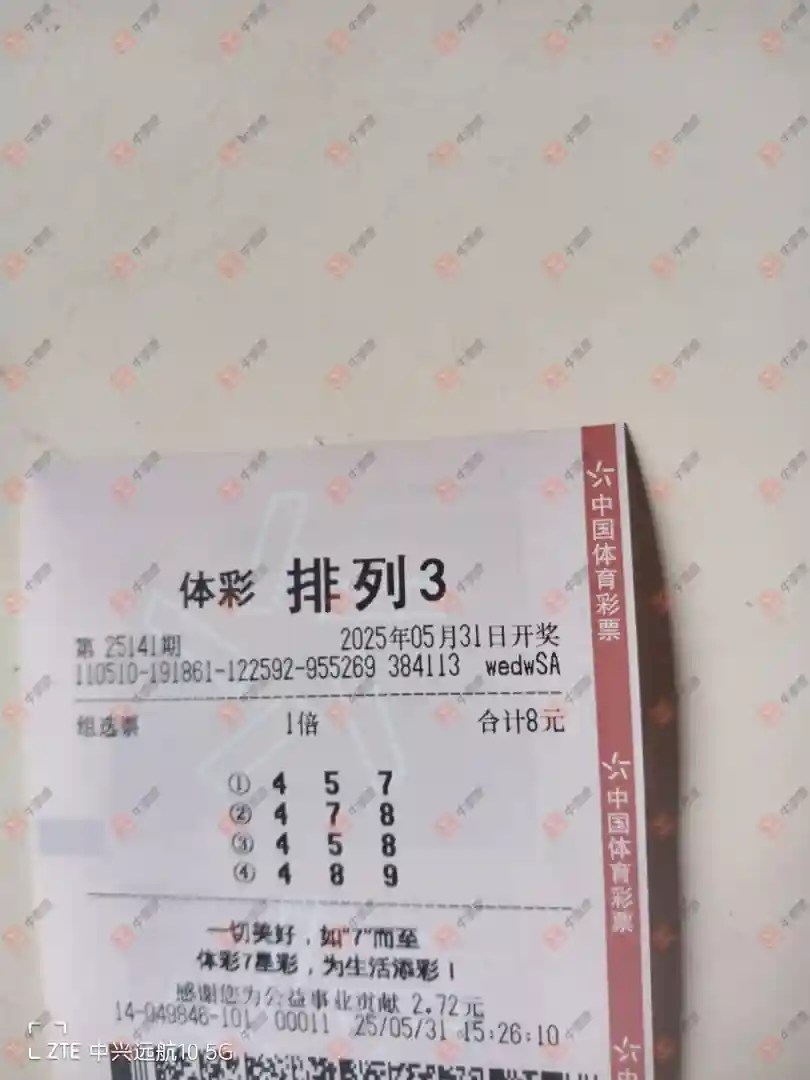 体彩 排列3
第 25141期 2025年05月31日开奖
110510-191861-122592-955269 384113 wedwSA
组选票 1倍 合计8元
① 4 5 7
② 4 7 8
③ 4 5 8
④ 4 8 9
一切美好，如“7”而至
体彩7星彩，为生活添彩！
感谢您为公益事业贡献 2.72元
14-049846-101 00011 25/05/31 15:26:10
中国体育彩票
中国体育彩票
中
ZTE 中兴远航10 5G